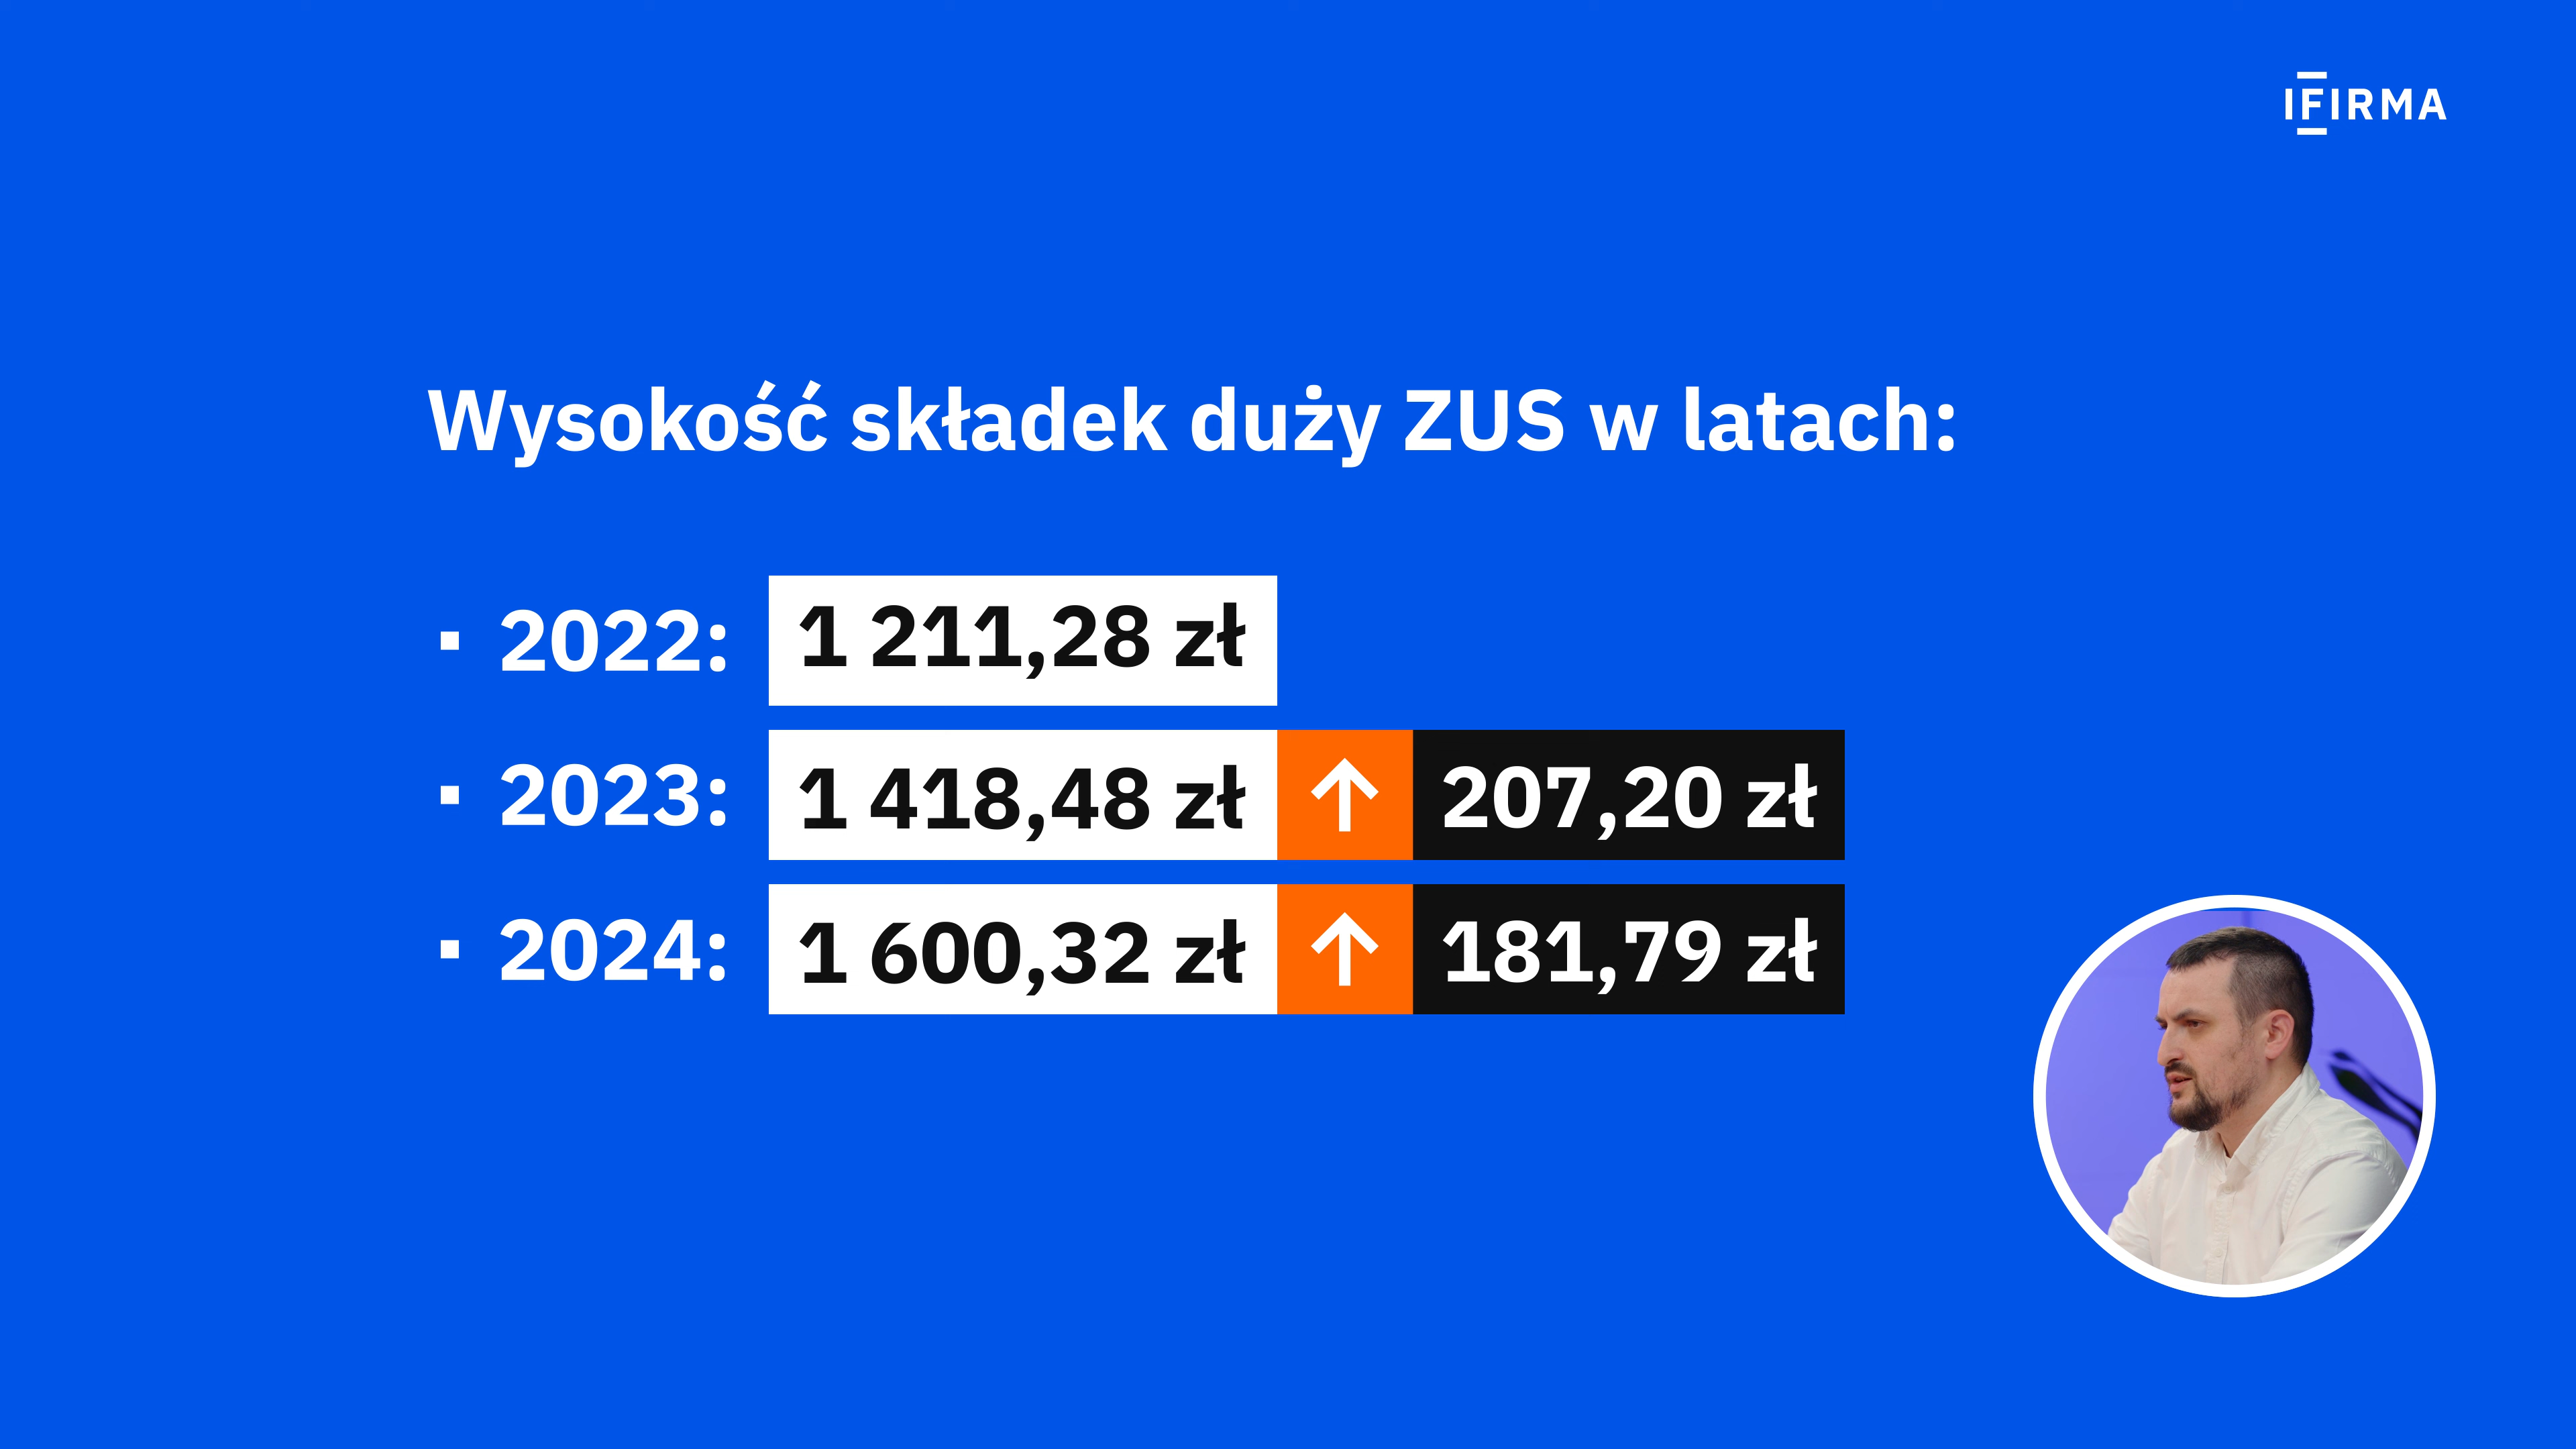 IFIRMA
Wysokość składek duży ZUS w latach:
▪ 2022: 1 211,28 zł
▪ 2023: 1 418,48 zł ↑ 207,20 zł
▪ 2024: 1 600,32 zł ↑ 181,79 zł